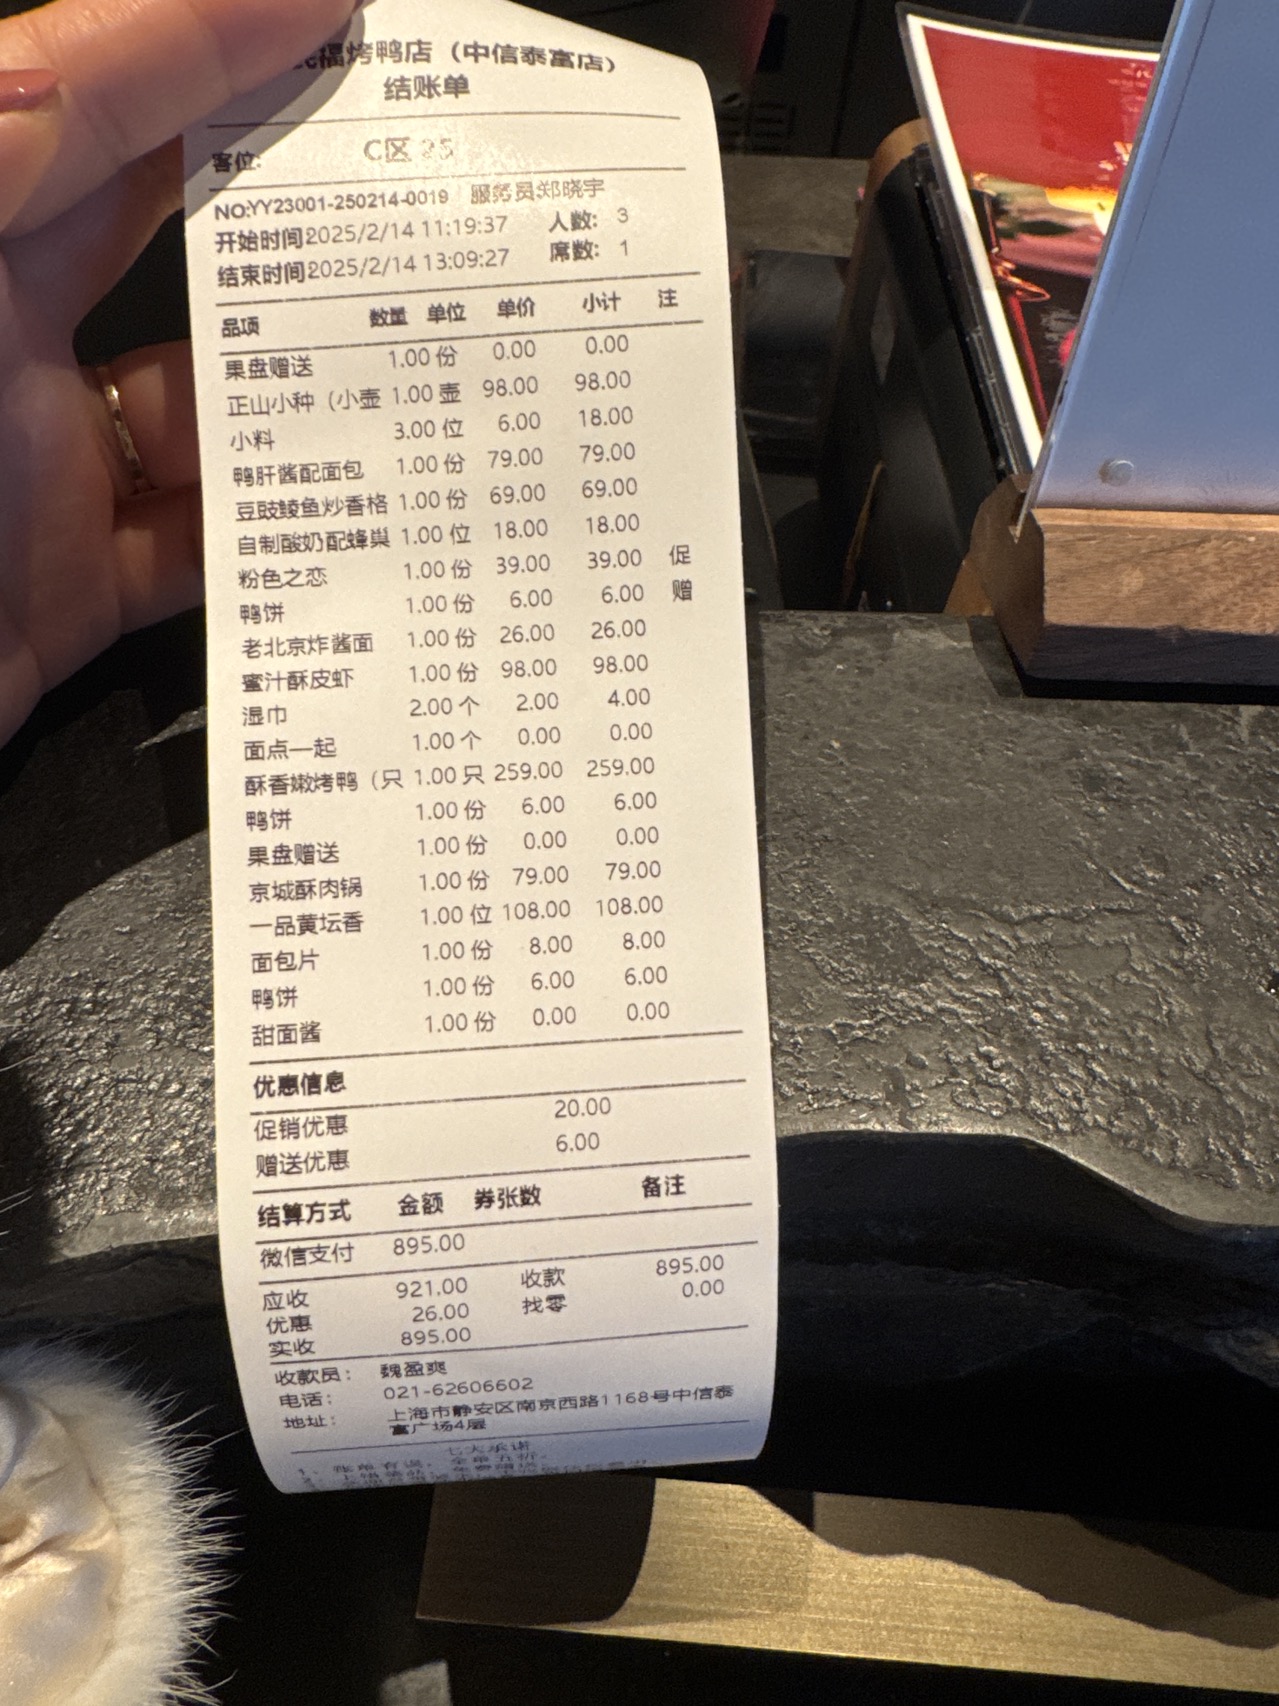 福烤鸭店（中信泰富店）
结账单
客位: C区 25
NO:YY23001-250214-0019 服务员:郑晓宇
开始时间2025/2/14 11:19:37 人数: 3
结束时间2025/2/14 13:09:27 席数: 1
品项 数量 单位 单价 小计 注
果盘赠送 1.00 份 0.00 0.00
正山小种（小壶 1.00 壶 98.00 98.00
小料 3.00 位 6.00 18.00
鸭肝酱配面包 1.00 份 79.00 79.00
豆豉鲮鱼炒香格 1.00 份 69.00 69.00
自制酸奶配蜂巢 1.00 位 18.00 18.00
粉色之恋 1.00 份 39.00 39.00 促
鸭饼 1.00 份 6.00 6.00 赠
老北京炸酱面 1.00 份 26.00 26.00
蜜汁酥皮虾 1.00 份 98.00 98.00
湿巾 2.00 个 2.00 4.00
面点—起 1.00 个 0.00 0.00
酥香嫩烤鸭（只 1.00 只 259.00 259.00
鸭饼 1.00 份 6.00 6.00
果盘赠送 1.00 份 0.00 0.00
京城酥肉锅 1.00 份 79.00 79.00
一品黄坛香 1.00 位 108.00 108.00
面包片 1.00 份 8.00 8.00
鸭饼 1.00 份 6.00 6.00
甜面酱 1.00 份 0.00 0.00
优惠信息
促销优惠 20.00
赠送优惠 6.00
结算方式 金额 券张数 备注
微信支付 895.00
应收 921.00 收款 895.00
优惠 26.00 找零 0.00
实收 895.00
收款员: 魏盈爽
电话: 021-62606602
地址: 上海市静安区南京西路1168号中信泰
富广场4层
七大承诺
1、账单有误，全单五折。